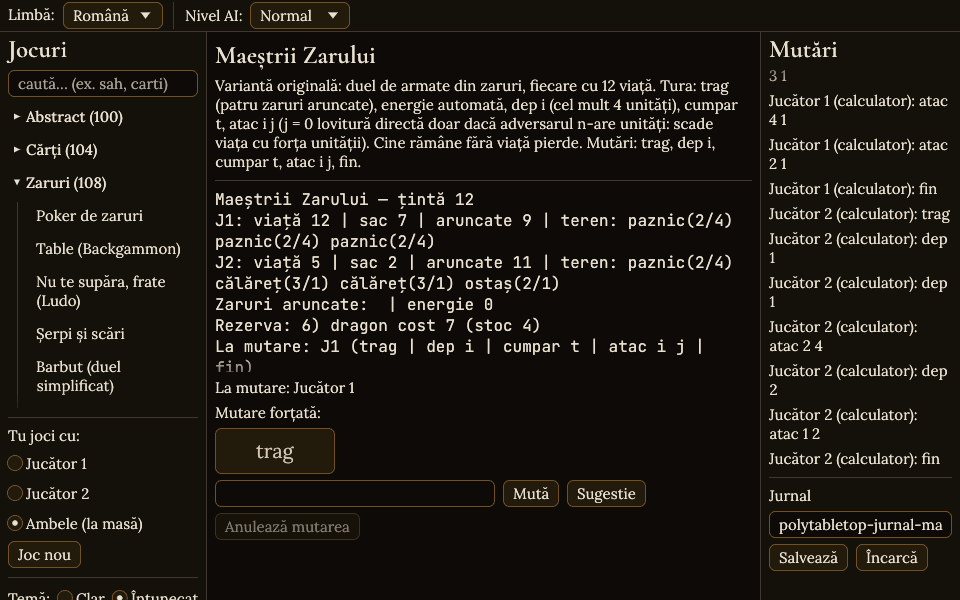 Limbă: Română ▼ Nivel AI: Normal ▼
Jocuri
caută... (ex. sah, carti)
▸ Abstract (100)
▸ Cărți (104)
▾ Zaruri (108)
Poker de zaruri
Table (Backgammon)
Nu te supăra, frate
(Ludo)
Șerpi și scări
Barbut (duel
simplificat)
Tu joci cu:
Jucător 1
Jucător 2
Ambele (la masă)
Joc nou
Temă: Clar Întunecat
Maeștrii Zarului
Variantă originală: duel de armate din zaruri, fiecare cu 12 viață. Tura: trag
(patru zaruri aruncate), energie automată, dep i (cel mult 4 unități), cumpar
t, atac i j (j = 0 lovitură directă doar dacă adversarul n-are unități: scade
viața cu forța unității). Cine rămâne fără viață pierde. Mutări: trag, dep i,
cumpar t, atac i j, fin.
Maeștrii Zarului — țintă 12
J1: viață 12 | sac 7 | aruncate 9 | teren: paznic(2/4)
paznic(2/4) paznic(2/4)
J2: viață 5 | sac 2 | aruncate 11 | teren: paznic(2/4)
călăreț(3/1) călăreț(3/1) ostaș(2/1)
Zaruri aruncate:  | energie 0
Rezerva: 6) dragon cost 7 (stoc 4)
La mutare: J1 (trag | dep i | cumpar t | atac i j |
fin)
La mutare: Jucător 1
Mutare forțată:
trag
Mută Sugestie
Anulează mutarea
Mutări
3 1
Jucător 1 (calculator): atac
4 1
Jucător 1 (calculator): atac
2 1
Jucător 1 (calculator): fin
Jucător 2 (calculator): trag
Jucător 2 (calculator): dep
1
Jucător 2 (calculator): dep
1
Jucător 2 (calculator):
atac 2 4
Jucător 2 (calculator): dep
2
Jucător 2 (calculator):
atac 1 2
Jucător 2 (calculator): fin
Jurnal
polytabletop-jurnal-ma
Salvează Încarcă